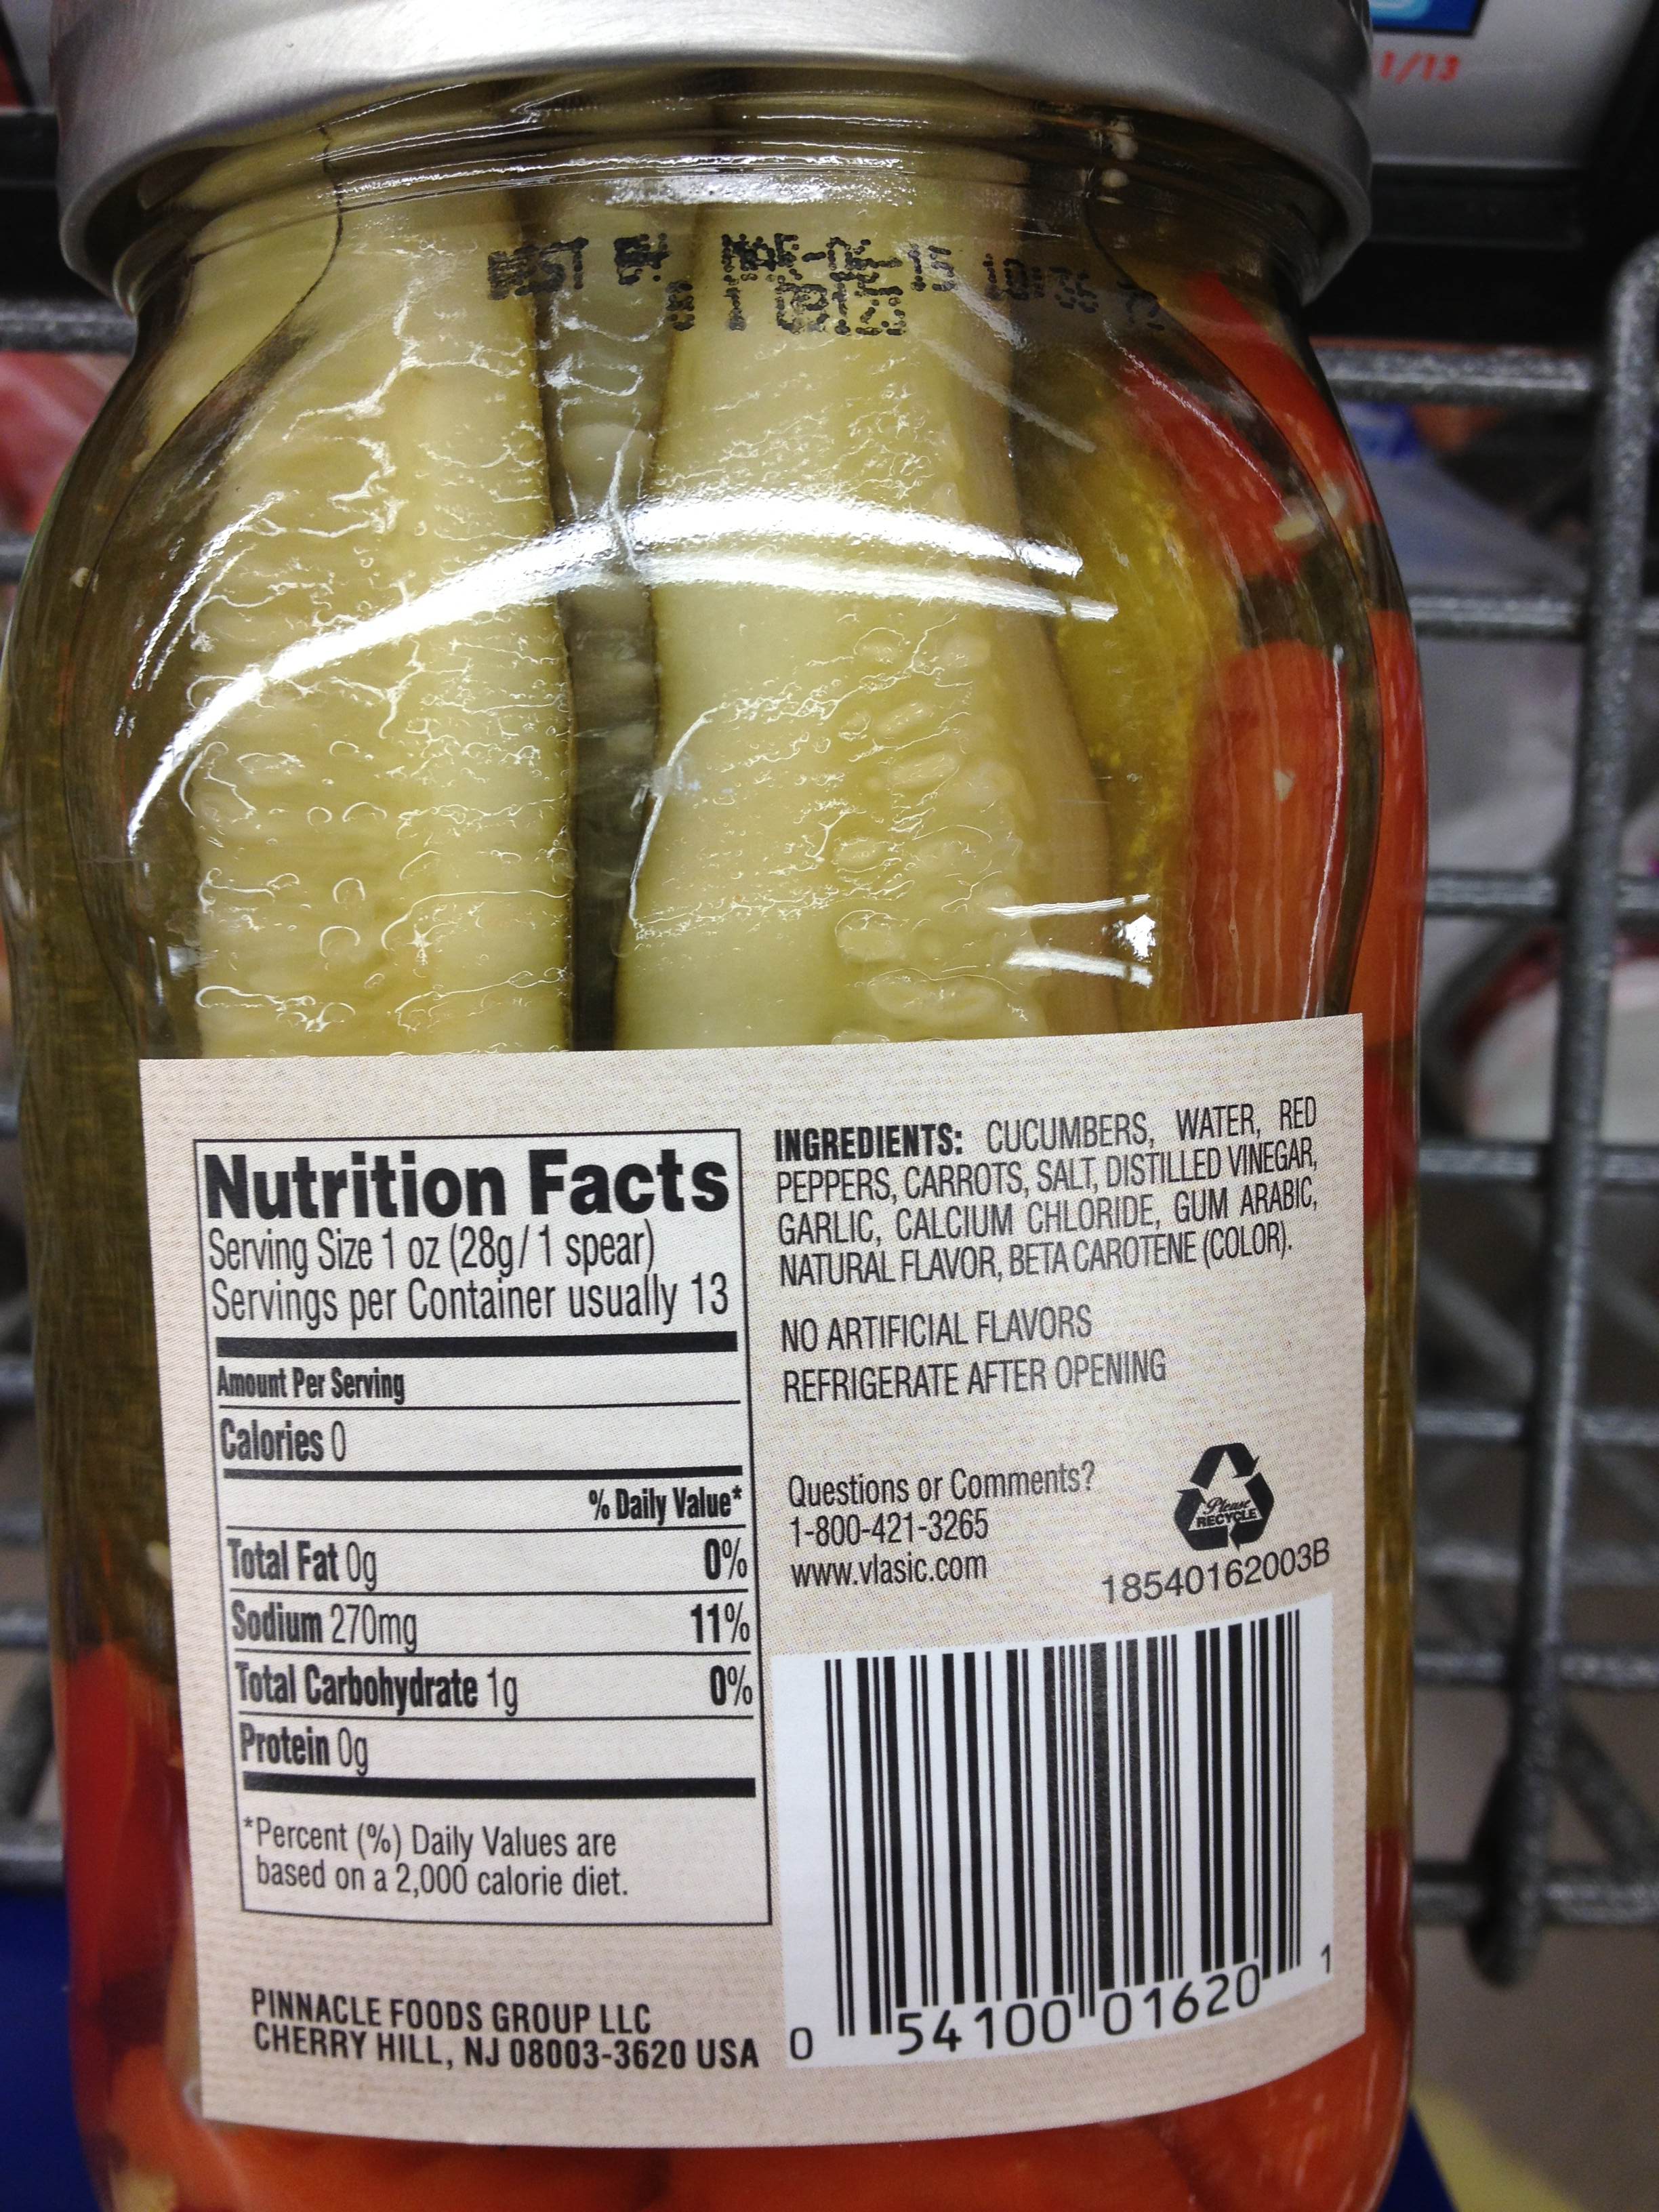 1/13
BEST BY
Nutrition Facts
Serving Size 1 oz (28g/1 spear)
Servings per Container usually 13
Amount Per Serving
Calories 0
% Daily Value*
Total Fat 0g 0%
Sodium 270mg 11%
Total Carbohydrate 1g 0%
Protein 0g
*Percent (%) Daily Values are
based on a 2,000 calorie diet.
PINNACLE FOODS GROUP LLC
CHERRY HILL, NJ 08003-3620 USA
INGREDIENTS: CUCUMBERS, WATER, RED
PEPPERS, CARROTS, SALT, DISTILLED VINEGAR,
GARLIC, CALCIUM CHLORIDE, GUM ARABIC,
NATURAL FLAVOR, BETA CAROTENE (COLOR).
NO ARTIFICIAL FLAVORS
REFRIGERATE AFTER OPENING
Questions or Comments?
1-800-421-3265
www.vlasic.com
Please
RECYCLE
18540162003B
0 54100 01620 1